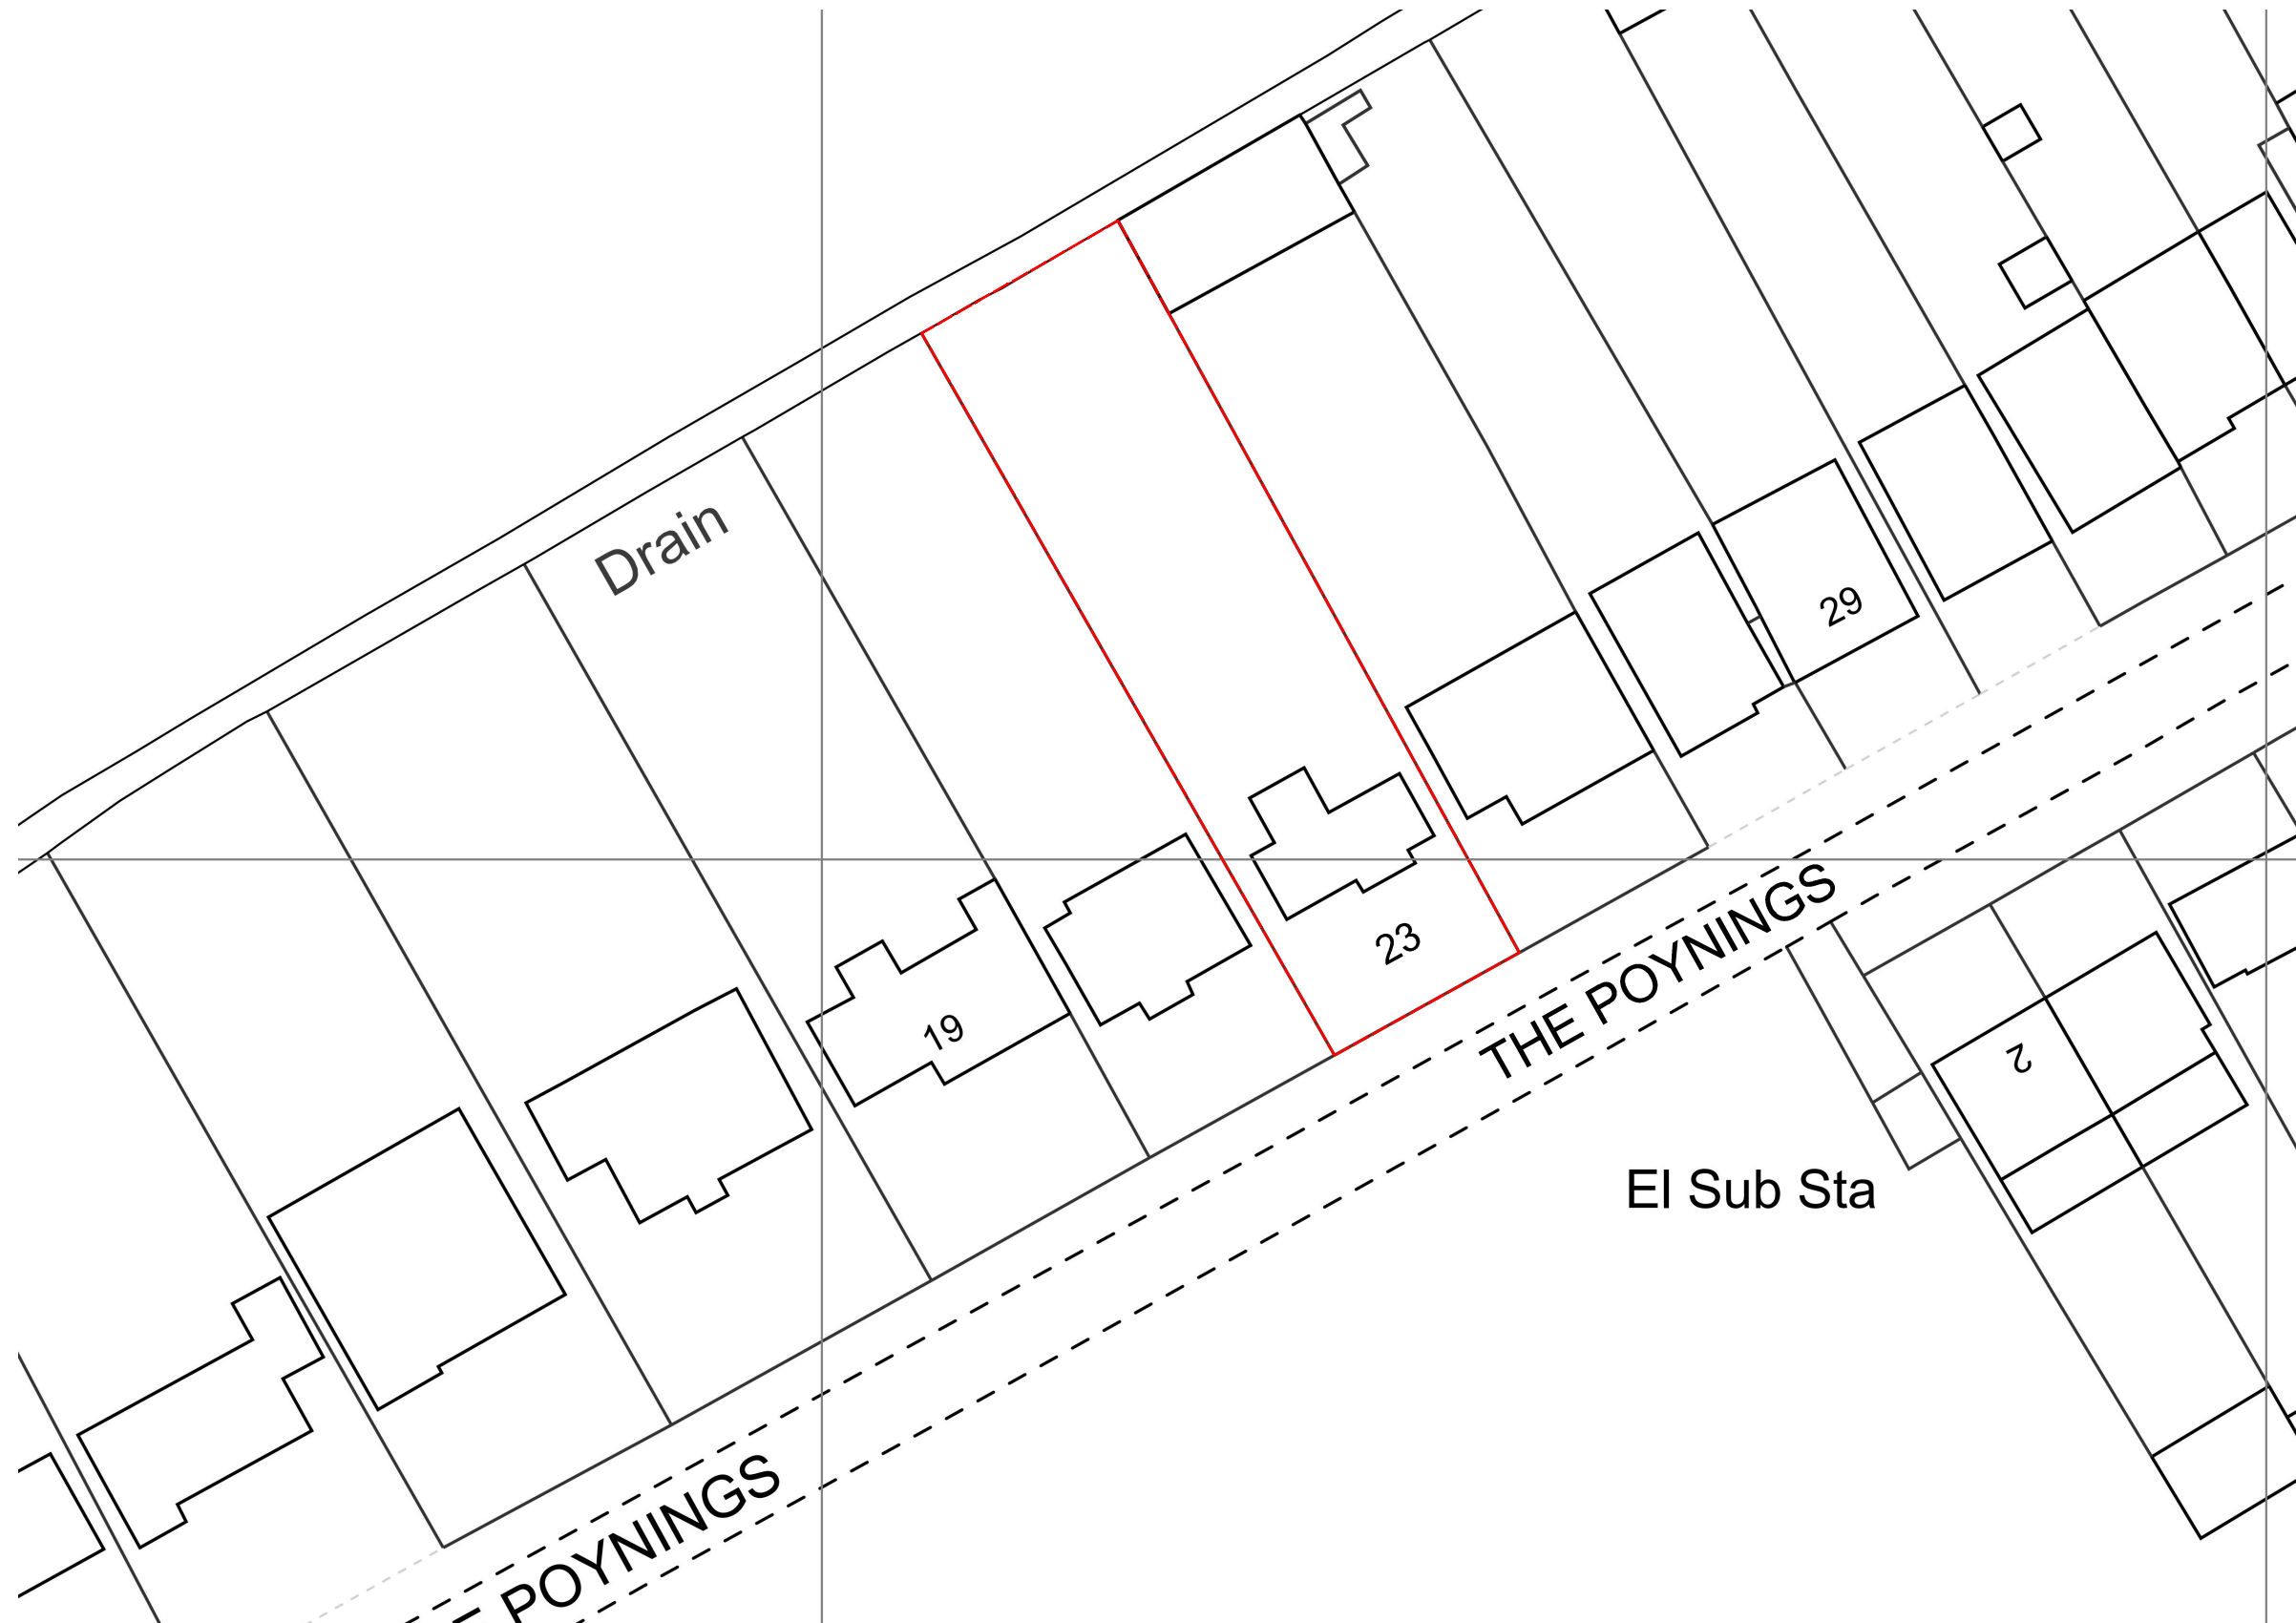 Drain
29
23
19
THE POYNINGS
2
El Sub Sta
POYNINGS